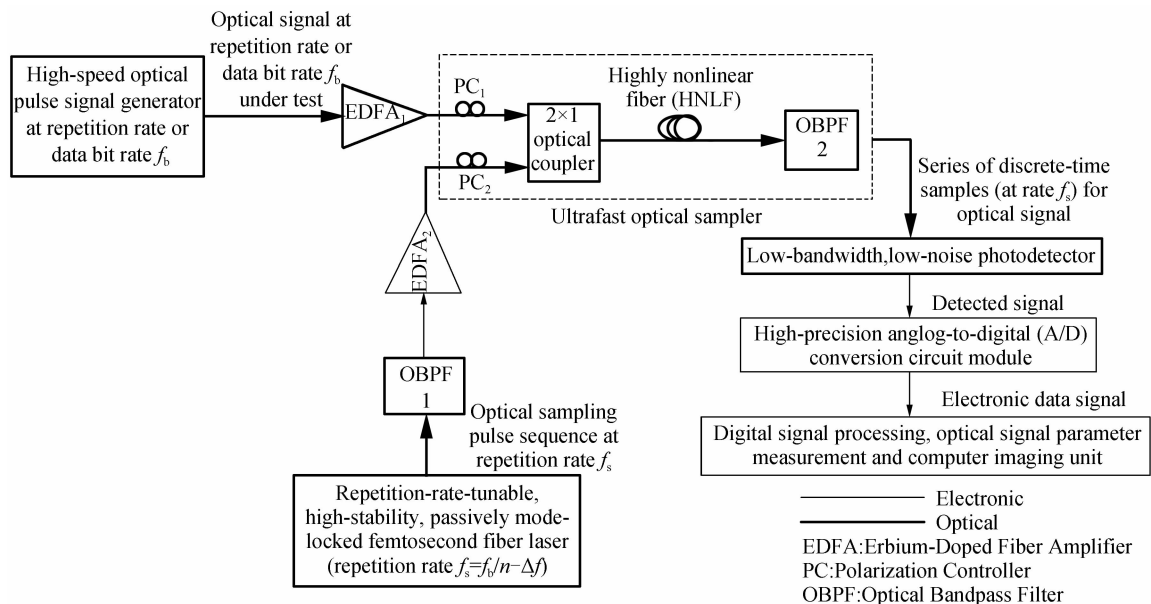 High-speed optical
pulse signal generator
at repetition rate or
data bit rate fb
Optical signal at
repetition rate or
data bit rate fb
under test
EDFA1
PC1
PC2
2×1
optical
coupler
Highly nonlinear
fiber (HNLF)
OBPF
2
Ultrafast optical sampler
EDFA2
OBPF
1
Optical sampling
pulse sequence at
repetition rate fs
Repetition-rate-tunable,
high-stability, passively mode-
locked femtosecond fiber laser
(repetition rate fs=fb/n−Δf)
Series of discrete-time
samples (at rate fs) for
optical signal
Low-bandwidth,low-noise photodetector
Detected signal
High-precision anglog-to-digital (A/D)
conversion circuit module
Electronic data signal
Digital signal processing, optical signal parameter
measurement and computer imaging unit
Electronic
Optical
EDFA:Erbium-Doped Fiber Amplifier
PC:Polarization Controller
OBPF:Optical Bandpass Filter